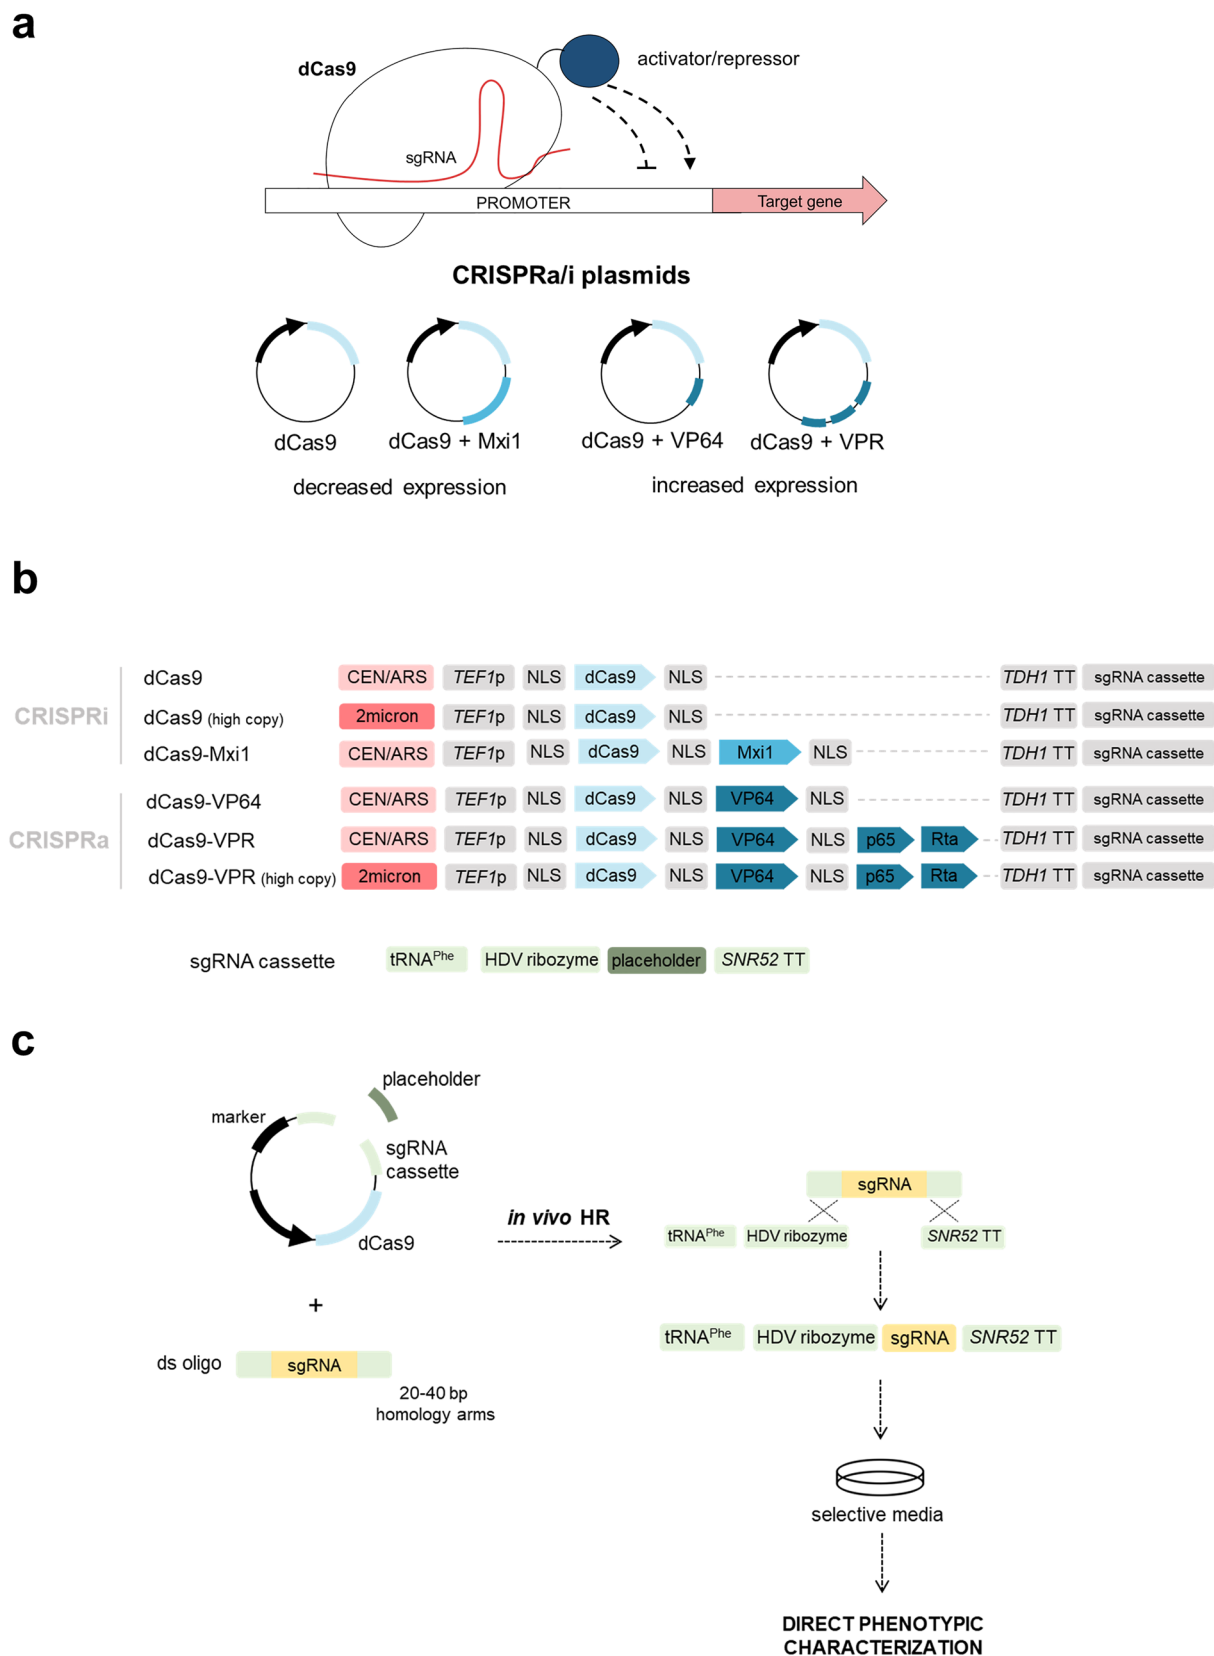 a
dCas9
activator/repressor
sgRNA
PROMOTER
Target gene
CRISPRa/i plasmids
dCas9
dCas9 + Mxi1
dCas9 + VP64
dCas9 + VPR
decreased expression
increased expression
b
CRISPRi
dCas9 CEN/ARS TEF1p NLS dCas9 NLS TDH1 TT sgRNA cassette
dCas9 (high copy) 2micron TEF1p NLS dCas9 NLS TDH1 TT sgRNA cassette
dCas9-Mxi1 CEN/ARS TEF1p NLS dCas9 NLS Mxi1 NLS TDH1 TT sgRNA cassette
CRISPRa
dCas9-VP64 CEN/ARS TEF1p NLS dCas9 NLS VP64 NLS TDH1 TT sgRNA cassette
dCas9-VPR CEN/ARS TEF1p NLS dCas9 NLS VP64 NLS p65 Rta TDH1 TT sgRNA cassette
dCas9-VPR (high copy) 2micron TEF1p NLS dCas9 NLS VP64 NLS p65 Rta TDH1 TT sgRNA cassette
sgRNA cassette tRNAPhe HDV ribozyme placeholder SNR52 TT
c
placeholder
marker
sgRNA
cassette
dCas9
+
ds oligo sgRNA
20-40 bp
homology arms
in vivo HR
sgRNA
tRNAPhe HDV ribozyme SNR52 TT
tRNAPhe HDV ribozyme sgRNA SNR52 TT
selective media
DIRECT PHENOTYPIC
CHARACTERIZATION